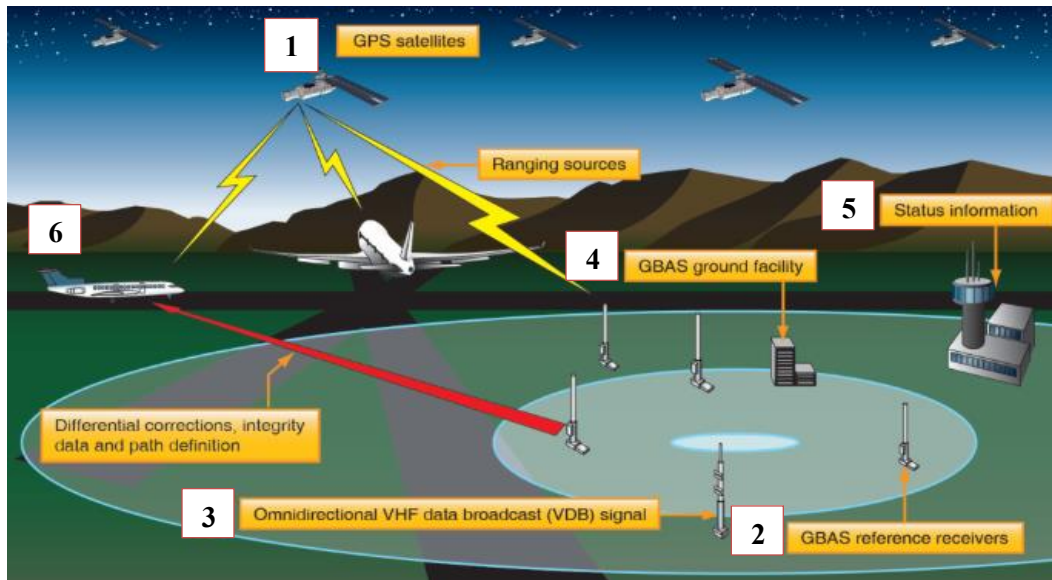 1
GPS satellites
Ranging sources
6
5
Status information
4
GBAS ground facility
Differential corrections, integrity
data and path definition
3
Omnidirectional VHF data broadcast (VDB) signal
2
GBAS reference receivers